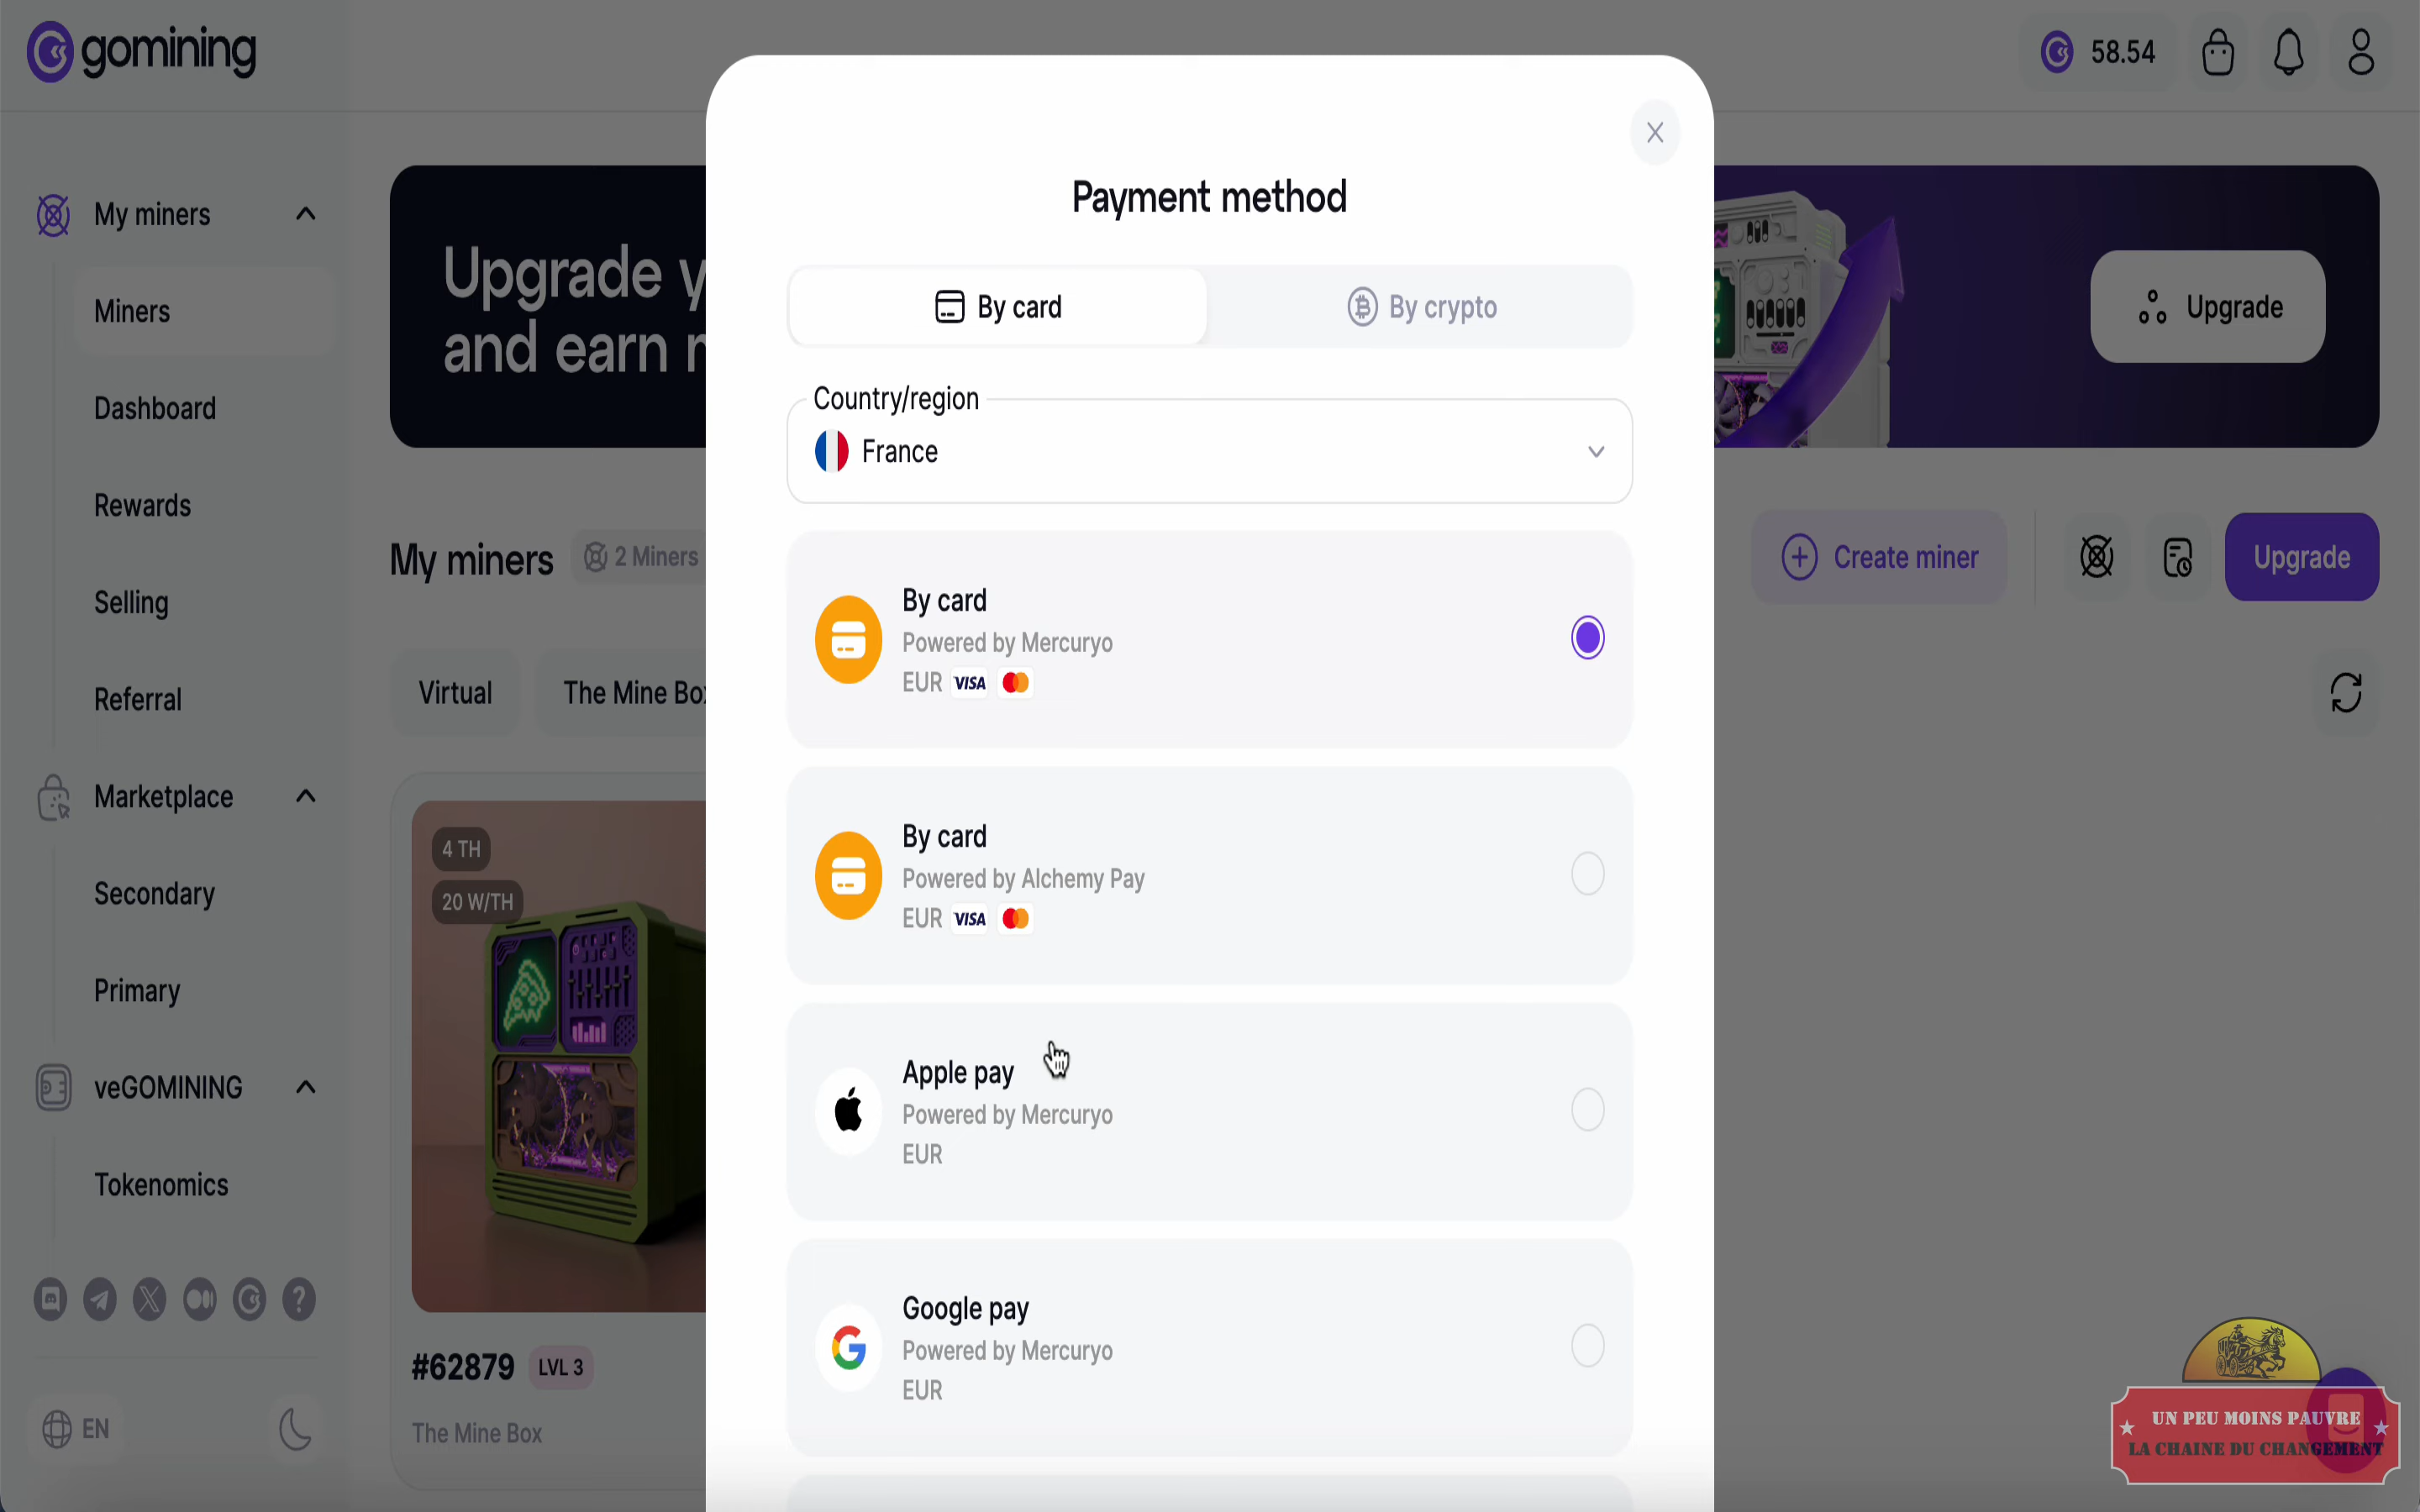 gomining
58.54
My miners
Miners
Dashboard
Rewards
Selling
Referral
Marketplace
Secondary
Primary
veGOMINING
Tokenomics
EN
Upgrade
and earn
Upgrade
My miners
2 Miners
Create miner
Upgrade
Virtual
The Mine
4 TH
20 W/TH
#62879
LVL 3
The Mine Box
Payment method
By card
By crypto
Country/region
France
By card
Powered by Mercuryo
EUR VISA
By card
Powered by Alchemy Pay
EUR VISA
Apple pay
Powered by Mercuryo
EUR
Google pay
Powered by Mercuryo
EUR
UN PEU MOINS PAUVRE
LA CHAINE DU CHANGEMENT